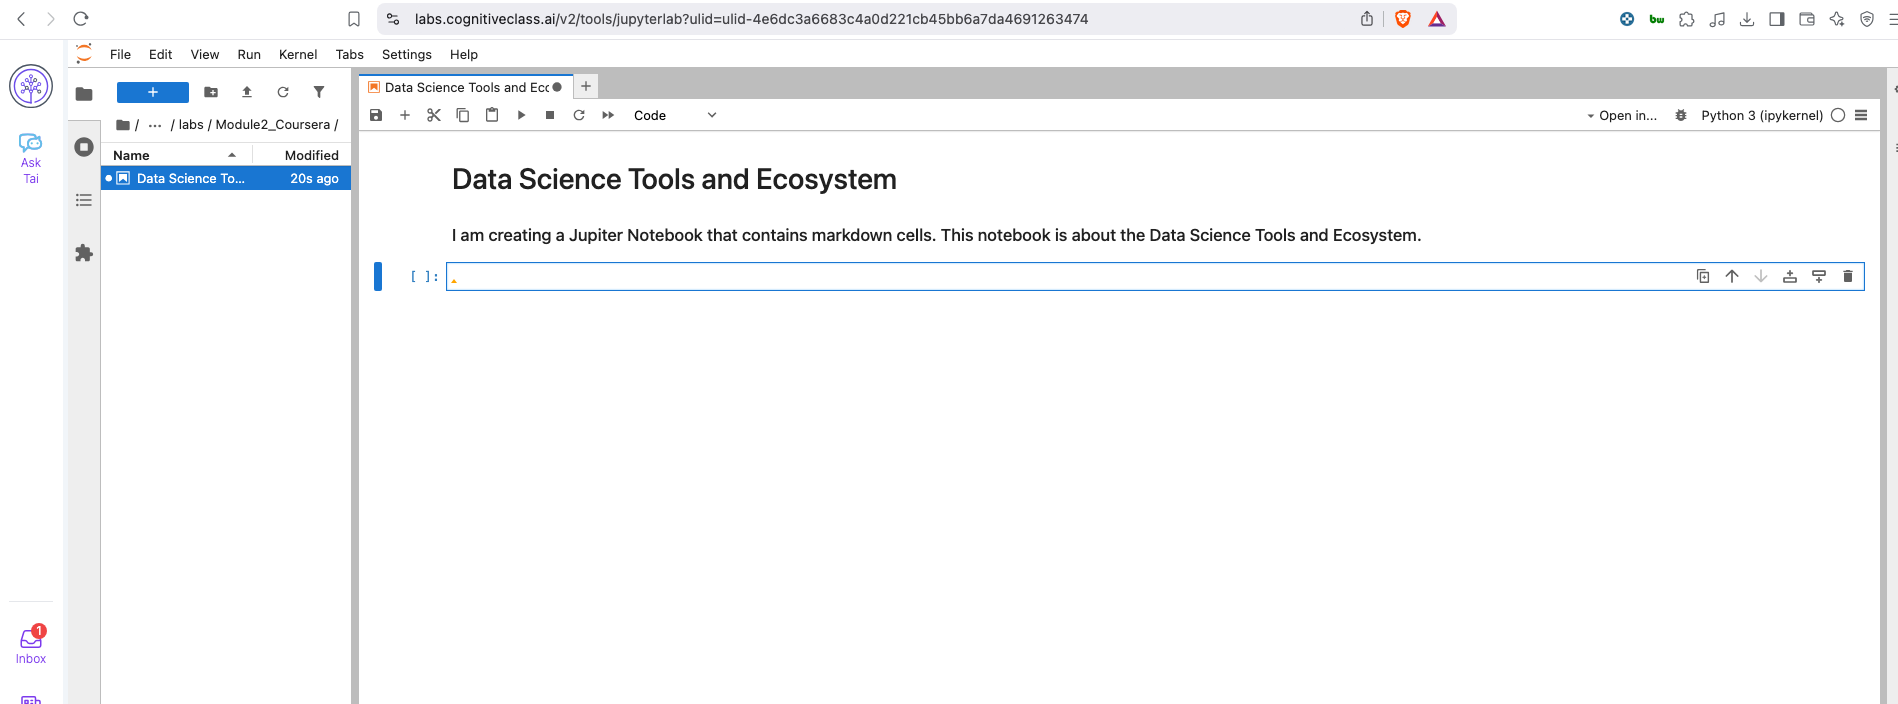 labs.cognitiveclass.ai/v2/tools/jupyterlab?ulid=ulid-4e6dc3a6683c4a0d221cb45bb6a7da4691263474
bw
File Edit View Run Kernel Tabs Settings Help
Ask
Tai
Data Science Tools and Ecc
/ ... / labs / Module2_Coursera /
Code
Open in...
Python 3 (ipykernel)
Name Modified
Data Science To... 20s ago
Data Science Tools and Ecosystem
I am creating a Jupiter Notebook that contains markdown cells. This notebook is about the Data Science Tools and Ecosystem.
[ ]:
1
Inbox